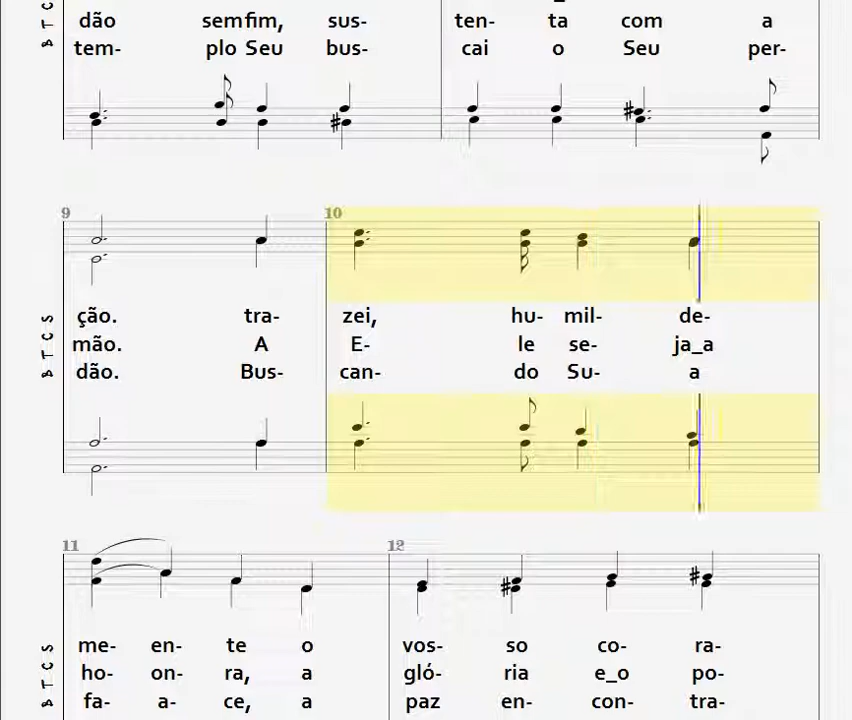 dão sem fim, sus- ten- ta com a
tem- plo Seu bus- cai o Seu per-
9 10
S C T B
ção. tra- zei, hu- mil- de-
mão. A E- le se- ja_a
dão. Bus- can- do Su- a
11 12
S C T B
me- en- te o vos- so co- ra-
ho- on- ra, a gló- ria e_o po-
fa- a- ce, a paz en- con- tra-